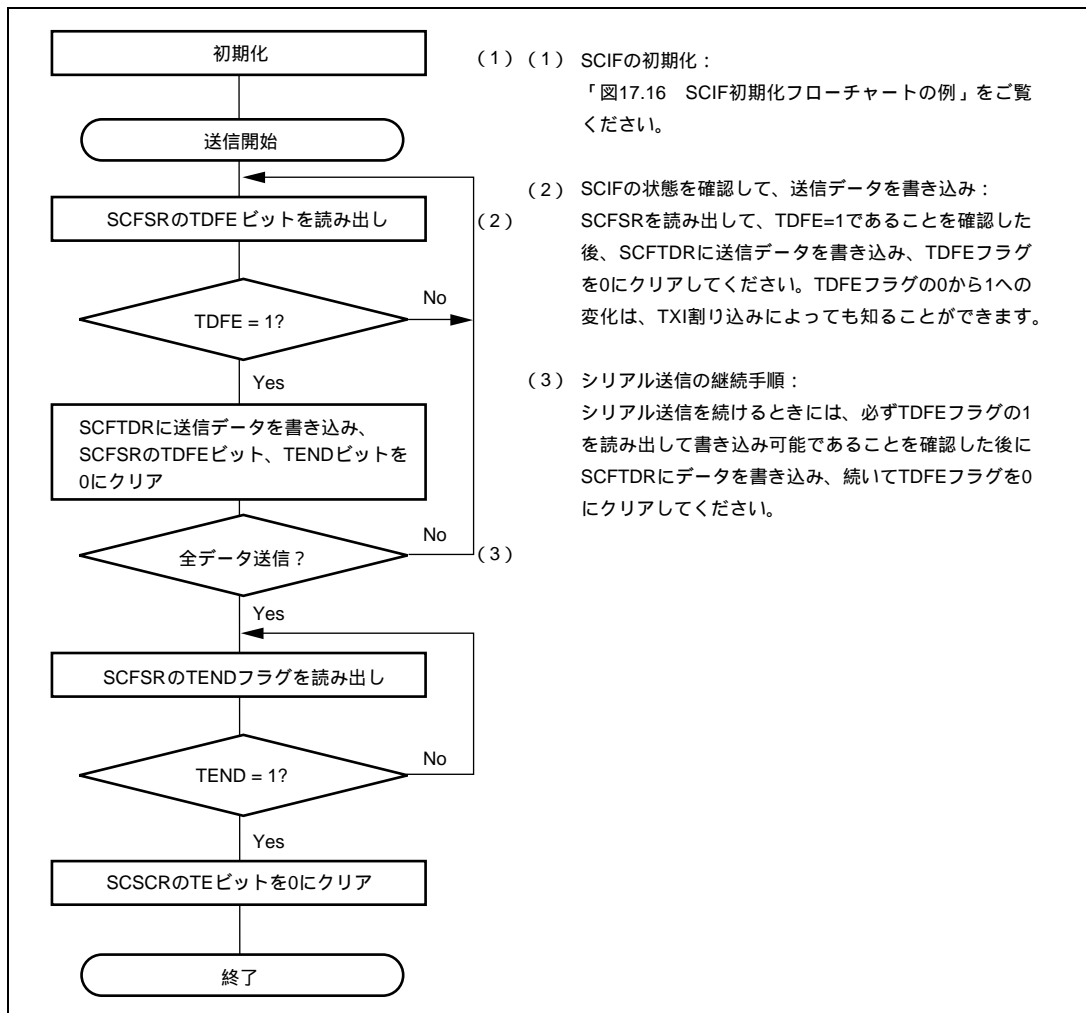 初期化
(1)
送信開始
SCFSRのTDFEビットを読み出し
(2)
TDFE = 1?
No
Yes
SCFTDRに送信データを書き込み、
SCFSRのTDFEビット、TENDビットを
0にクリア
全データ送信？
No
(3)
Yes
SCFSRのTENDフラグを読み出し
TEND = 1?
No
Yes
SCSCRのTEビットを0にクリア
終了
(1) SCIFの初期化：
「図17.16 SCIF初期化フローチャートの例」をご覧
ください。
(2) SCIFの状態を確認して、送信データを書き込み：
SCFSRを読み出して、TDFE=1であることを確認した
後、SCFTDRに送信データを書き込み、TDFEフラグ
を0にクリアしてください。TDFEフラグの0から1への
変化は、TXI割り込みによっても知ることができます。
(3) シリアル送信の継続手順：
シリアル送信を続けるときには、必ずTDFEフラグの1
を読み出して書き込み可能であることを確認した後に
SCFTDRにデータを書き込み、続いてTDFEフラグを0
にクリアしてください。